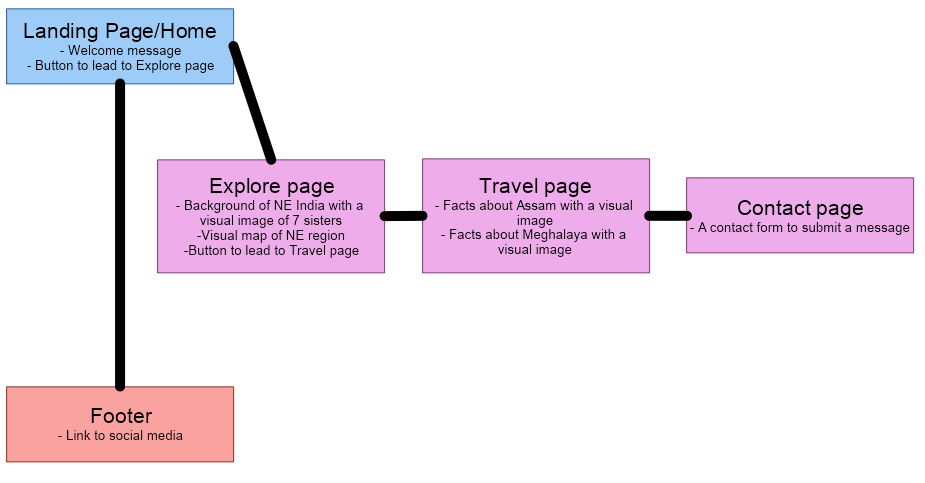 Landing Page/Home
- Welcome message
- Button to lead to Explore page
Explore page
- Background of NE India with a
visual image of 7 sisters
-Visual map of NE region
-Button to lead to Travel page
Travel page
- Facts about Assam with a visual
image
- Facts about Meghalaya with a
visual image
Contact page
- A contact form to submit a message
Footer
- Link to social media